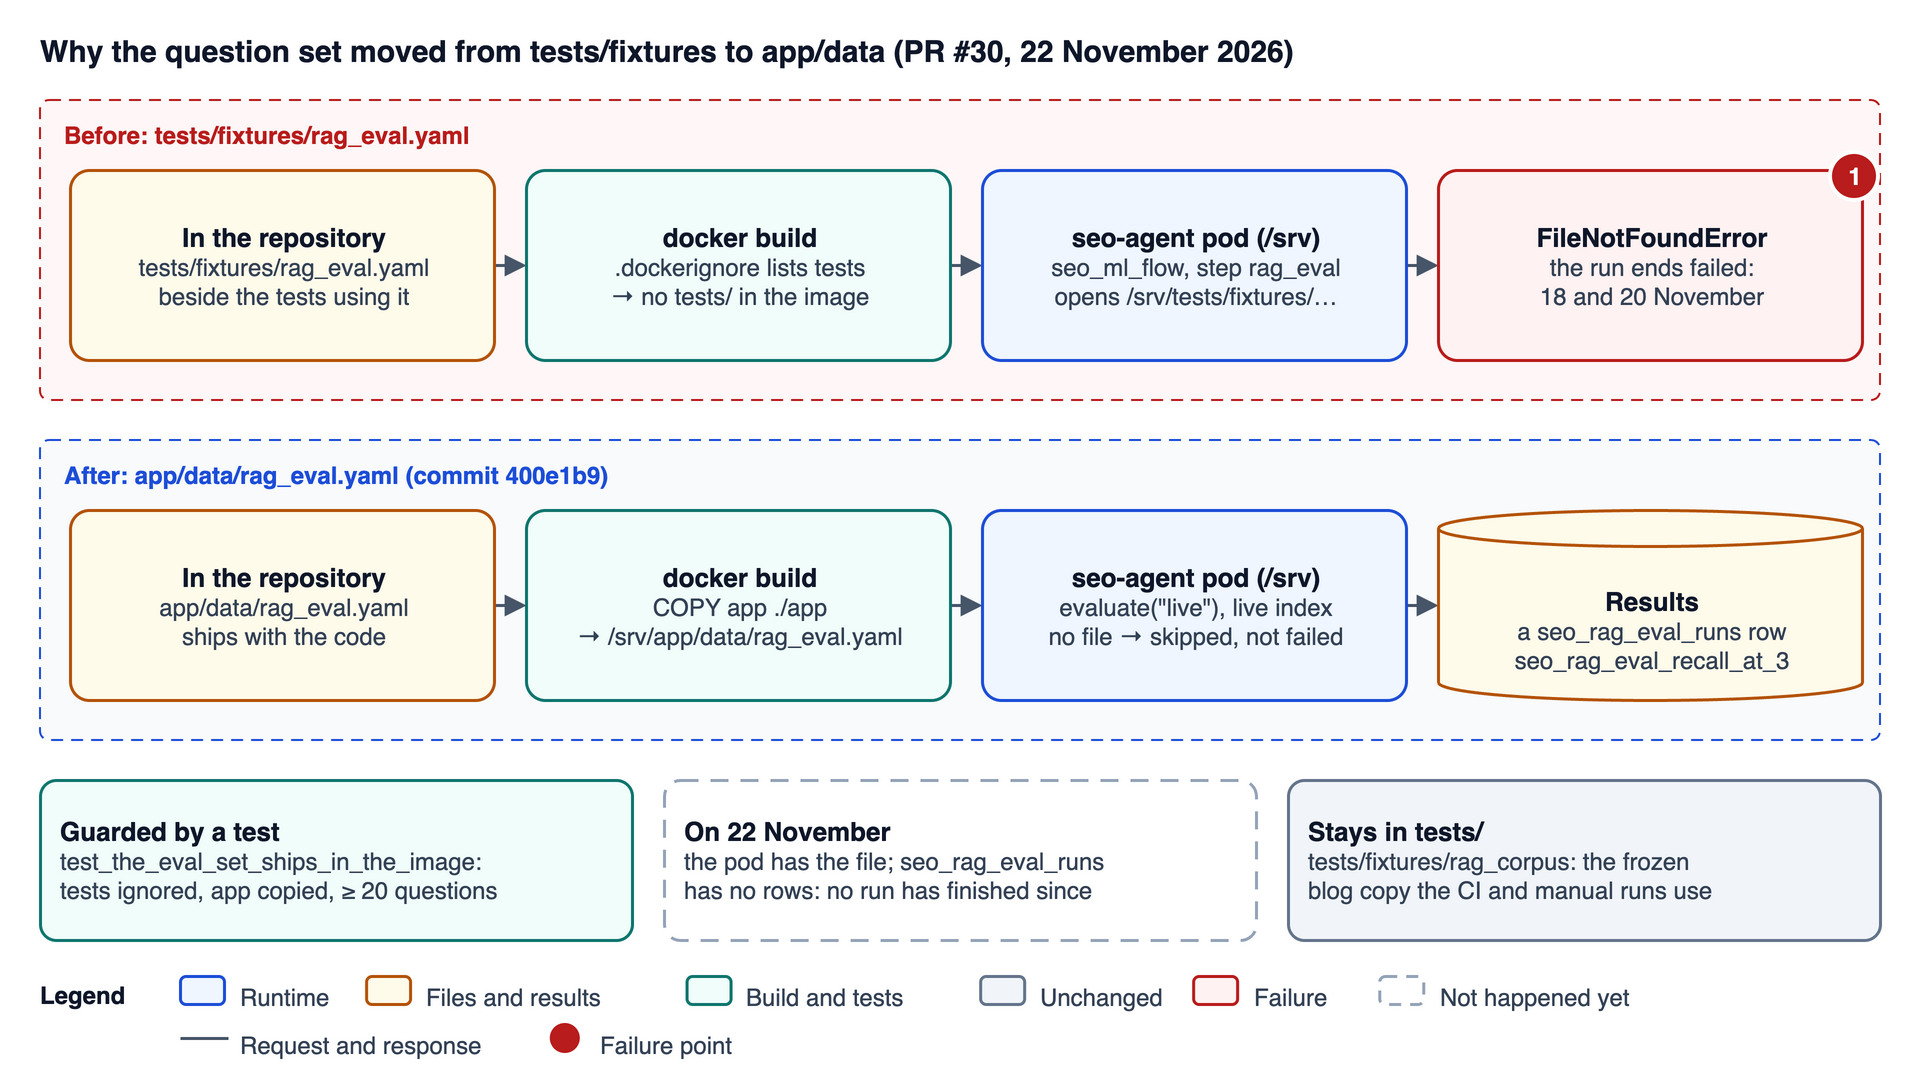 Why the question set moved from tests/fixtures to app/data (PR #30, 22 November 2026)
Before: tests/fixtures/rag_eval.yaml
In the repository
tests/fixtures/rag_eval.yaml
beside the tests using it
docker build
.dockerignore lists tests
→ no tests/ in the image
seo-agent pod (/srv)
seo_ml_flow, step rag_eval
opens /srv/tests/fixtures/…
1
FileNotFoundError
the run ends failed:
18 and 20 November
After: app/data/rag_eval.yaml (commit 400e1b9)
In the repository
app/data/rag_eval.yaml
ships with the code
docker build
COPY app ./app
→ /srv/app/data/rag_eval.yaml
seo-agent pod (/srv)
evaluate("live"), live index
no file → skipped, not failed
Results
a seo_rag_eval_runs row
seo_rag_eval_recall_at_3
Guarded by a test
test_the_eval_set_ships_in_the_image:
tests ignored, app copied, ≥ 20 questions
On 22 November
the pod has the file; seo_rag_eval_runs
has no rows: no run has finished since
Stays in tests/
tests/fixtures/rag_corpus: the frozen
blog copy the CI and manual runs use
Legend
Runtime
Files and results
Build and tests
Unchanged
Failure
Not happened yet
Request and response
Failure point